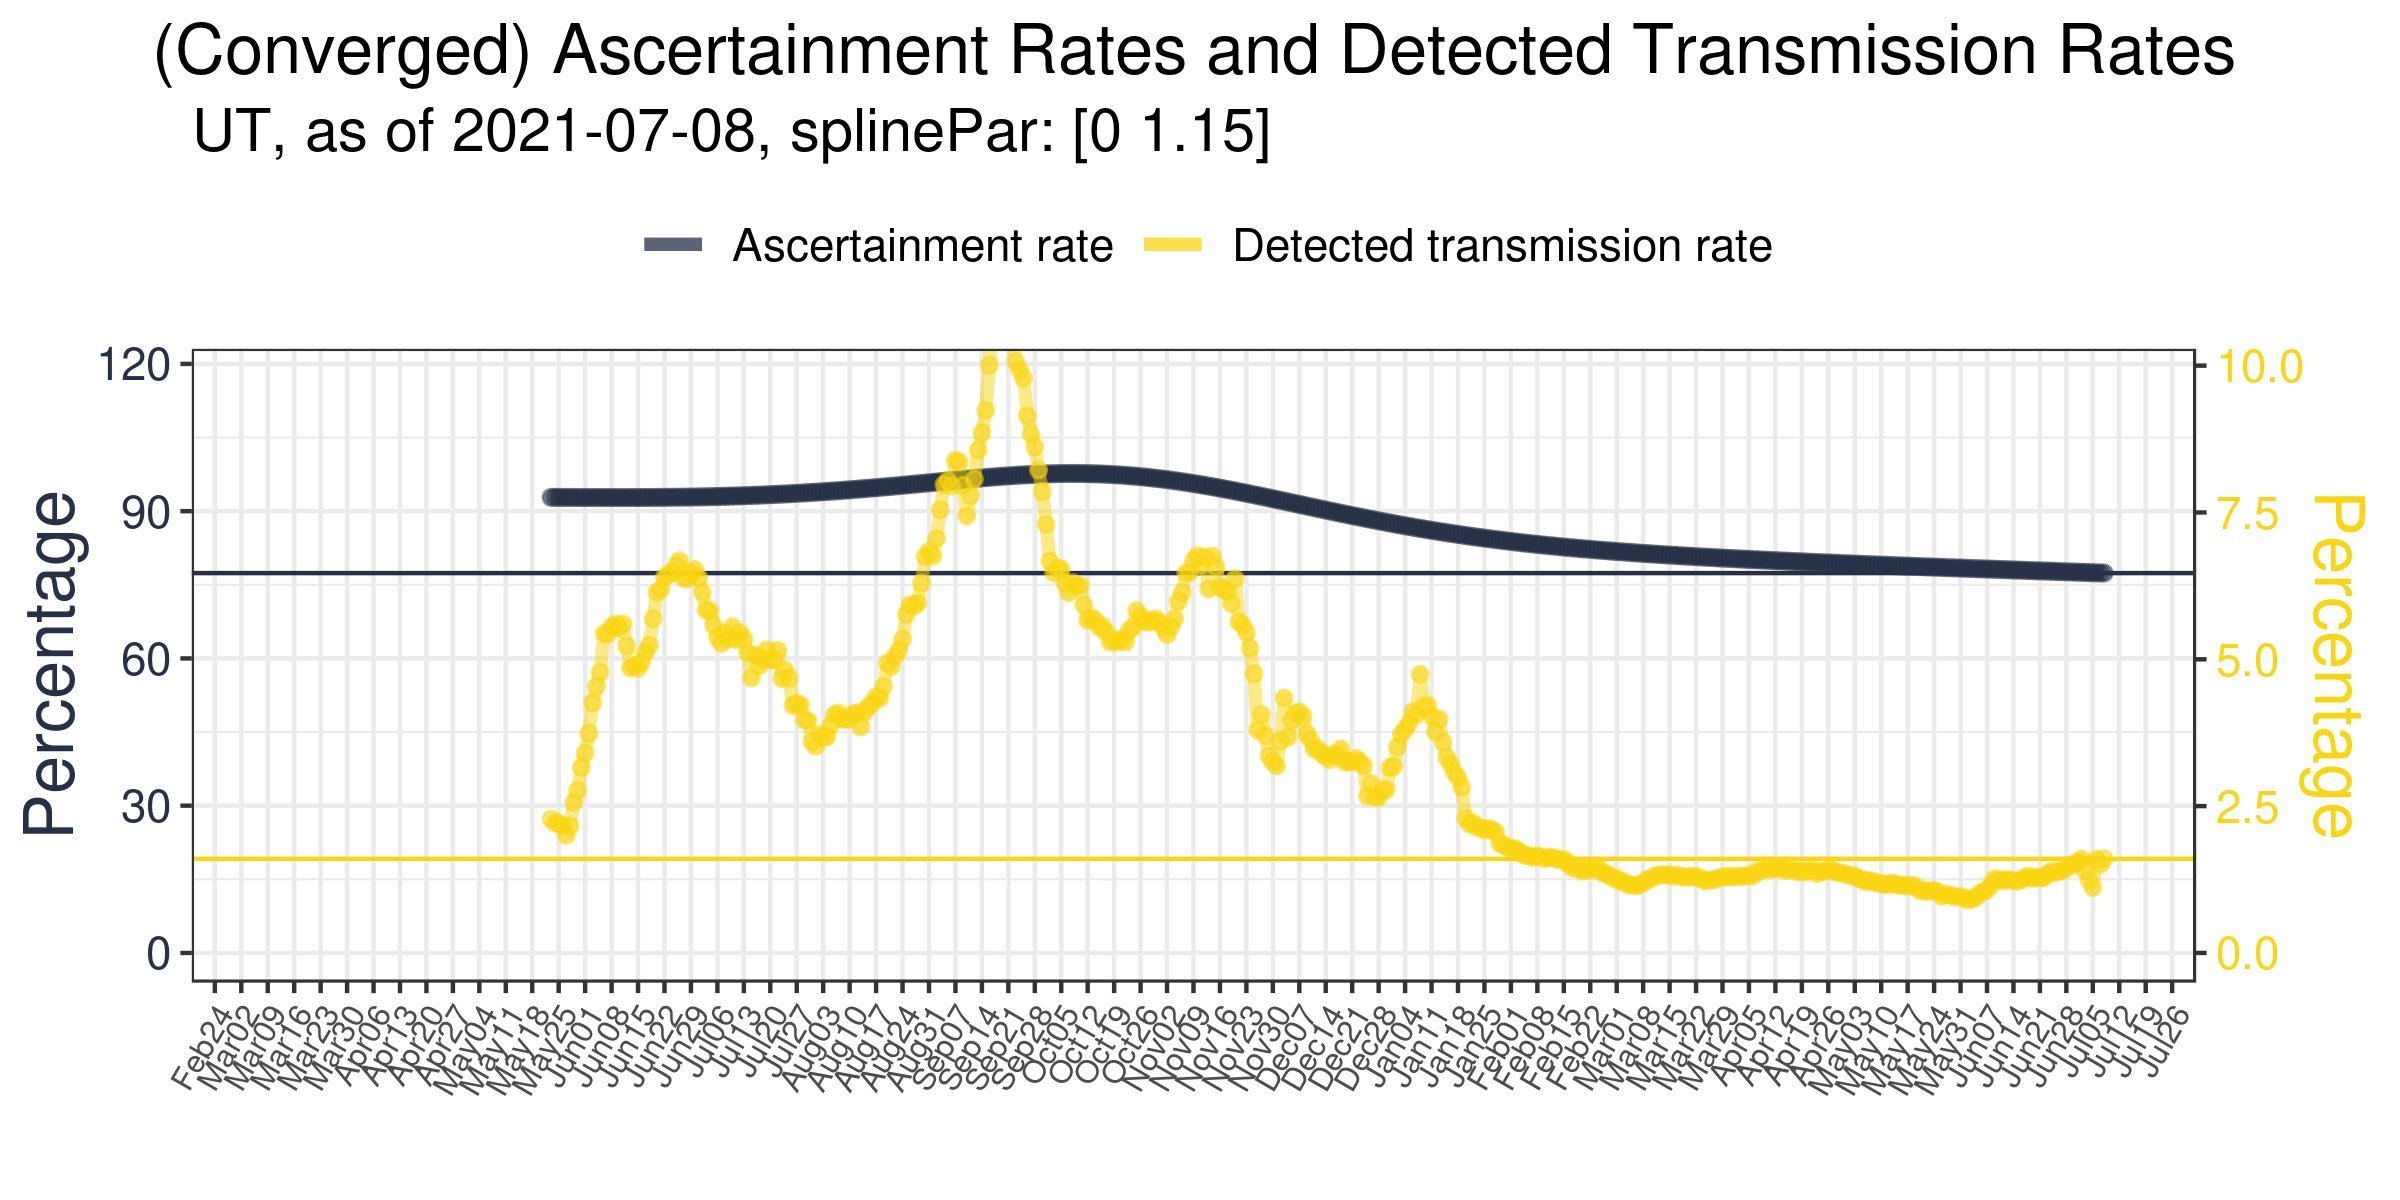 (Converged) Ascertainment Rates and Detected Transmission Rates
UT, as of 2021-07-08, splinePar: [0 1.15]
Ascertainment rate
Detected transmission rate
Percentage
120
90
60
30
0
10.0
7.5
5.0
2.5
0.0
Percentage
Feb24
Mar02
Mar09
Mar16
Mar23
Mar30
Apr06
Apr13
Apr20
Apr27
May04
May11
May18
May25
Jun01
Jun08
Jun15
Jun22
Jun29
Jul06
Jul13
Jul20
Jul27
Aug03
Aug10
Aug17
Aug24
Aug31
Sep07
Sep14
Sep21
Sep28
Oct05
Oct12
Oct19
Oct26
Nov02
Nov09
Nov16
Nov23
Nov30
Dec07
Dec14
Dec21
Dec28
Jan04
Jan11
Jan18
Jan25
Feb01
Feb08
Feb15
Feb22
Mar01
Mar08
Mar15
Mar22
Mar29
Apr05
Apr12
Apr19
Apr26
May03
May10
May17
May24
May31
Jun07
Jun14
Jun21
Jun28
Jul05
Jul12
Jul19
Jul26